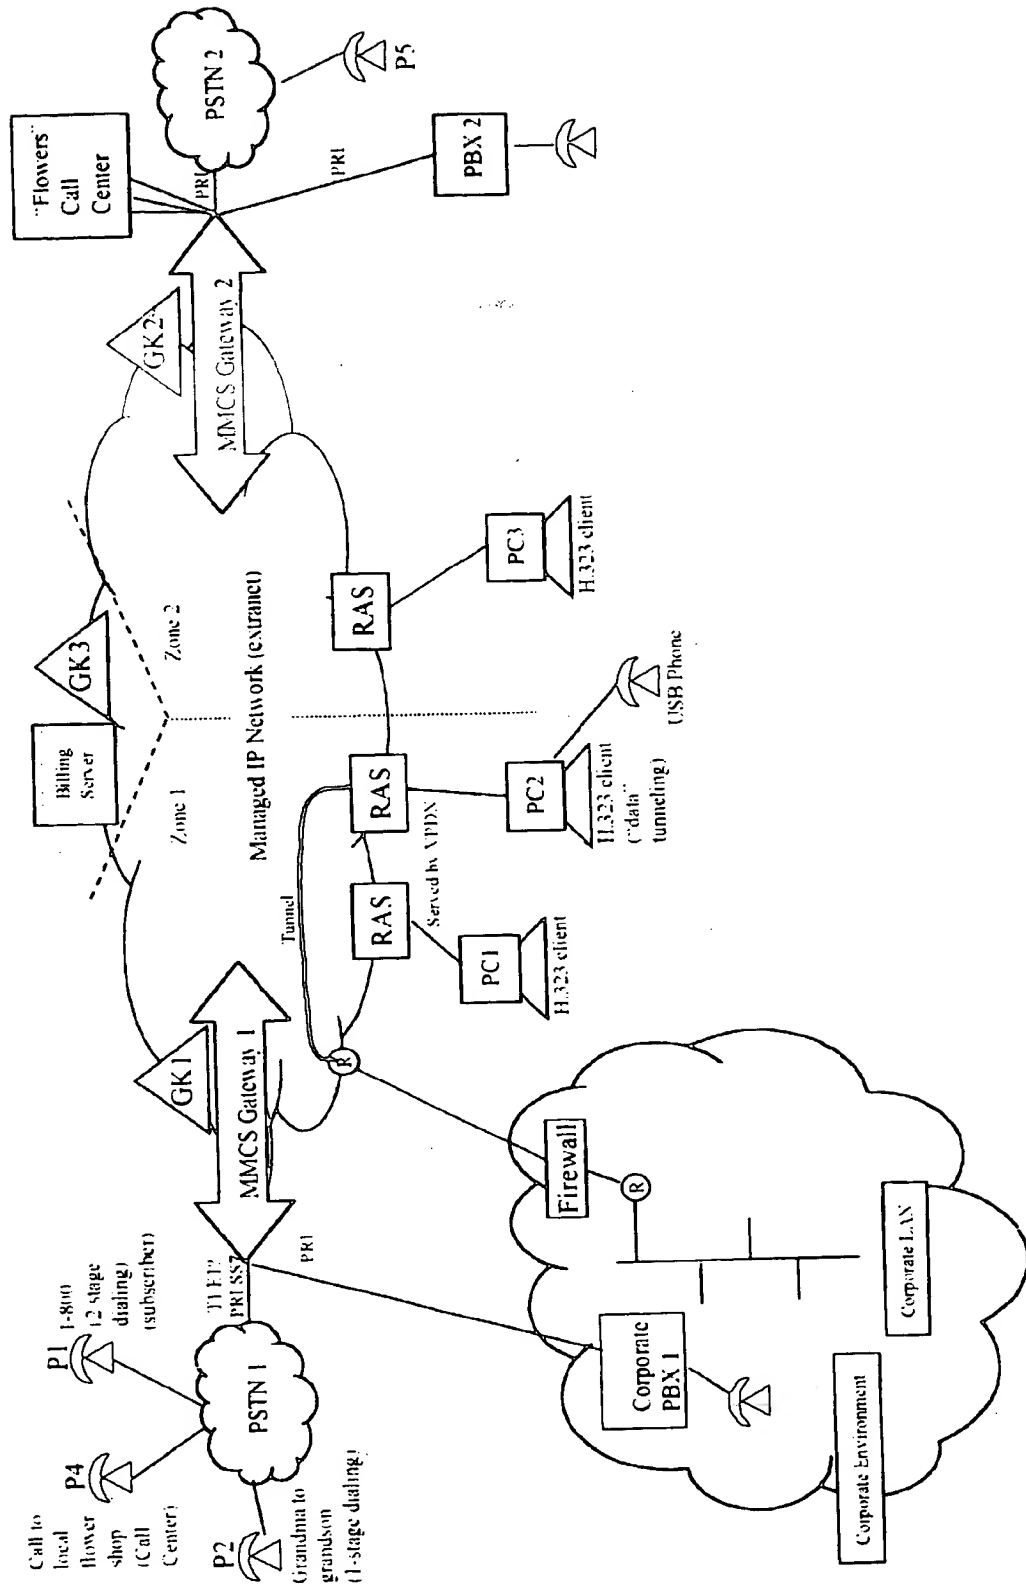 Call to
local
flower
shop
(Call
Center)
P4
P1
1-800
(2 stage
dialing)
(subscriber)
P2
Grandma to
grandson
(1-stage dialing)
PSTN 1
PRI SS7
PRI
MMCS Gateway 1
GK1
Billing
Server
GK3
Zone 1
Zone 2
Managed IP Network (extranet)
Tunnel
R
RAS
RAS
RAS
Served by VPDX
PC1
H.323 client
PC2
H.323 client
("data"
tunneling)
USB Phone
PC3
H.323 client
GK2
MMCS Gateway 2
"Flowers"
Call
Center
PRI
PSTN 2
P5
PRI
PBX 2
Firewall
R
Corporate
PBX 1
Corporate LAN
Corporate Environment